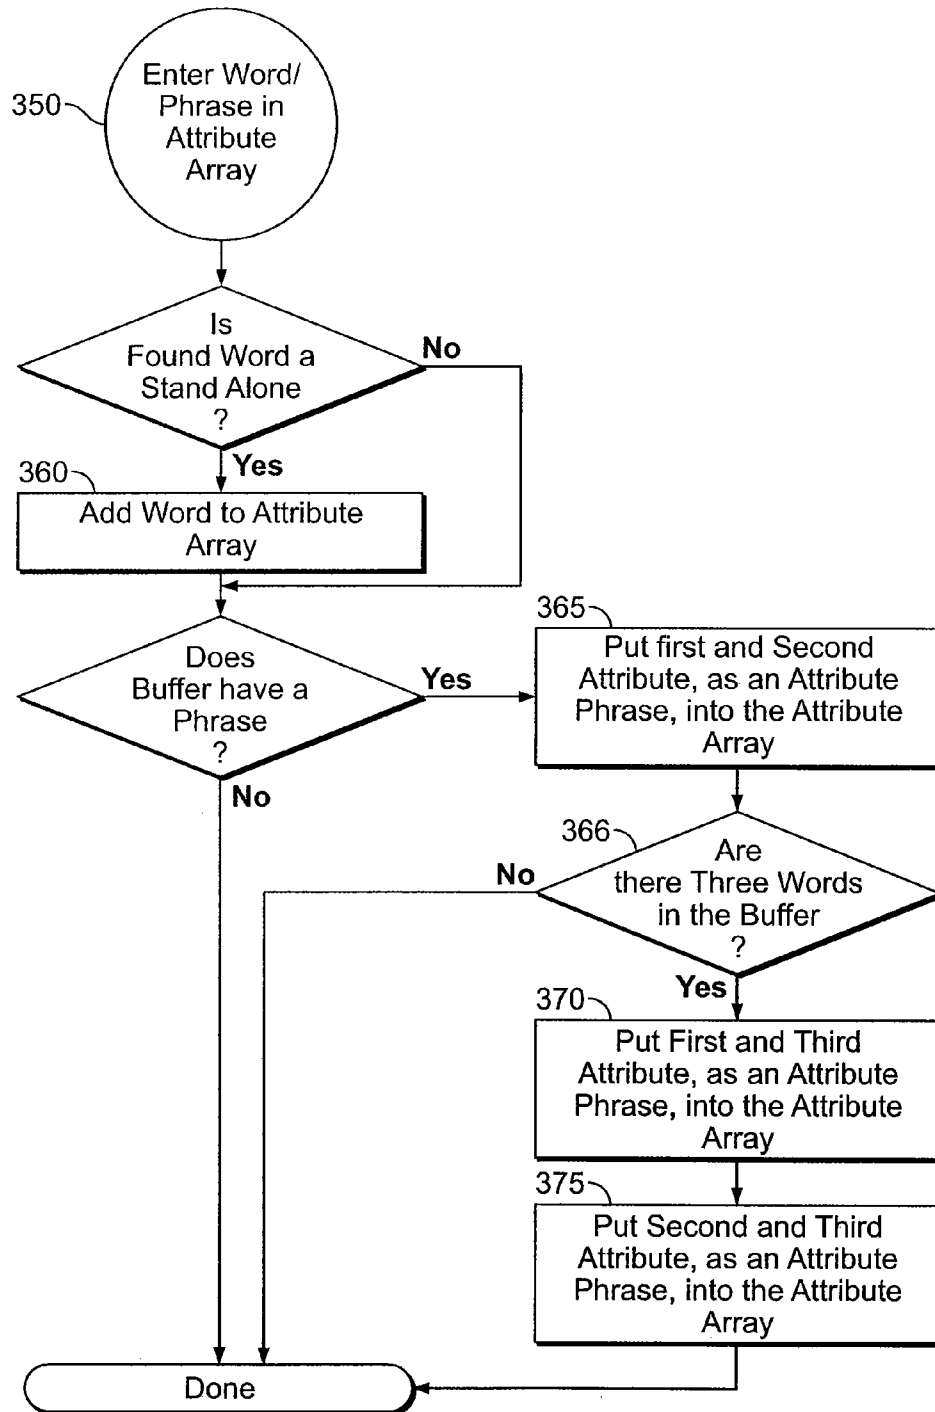 350
Enter Word/
Phrase in
Attribute
Array
Is
Found Word a
Stand Alone
?
No
Yes
360
Add Word to Attribute
Array
Does
Buffer have a
Phrase
?
Yes
No
365
Put first and Second
Attribute, as an Attribute
Phrase, into the Attribute
Array
366
Are
there Three Words
in the Buffer
?
No
Yes
370
Put First and Third
Attribute, as an Attribute
Phrase, into the Attribute
Array
375
Put Second and Third
Attribute, as an Attribute
Phrase, into the Attribute
Array
Done